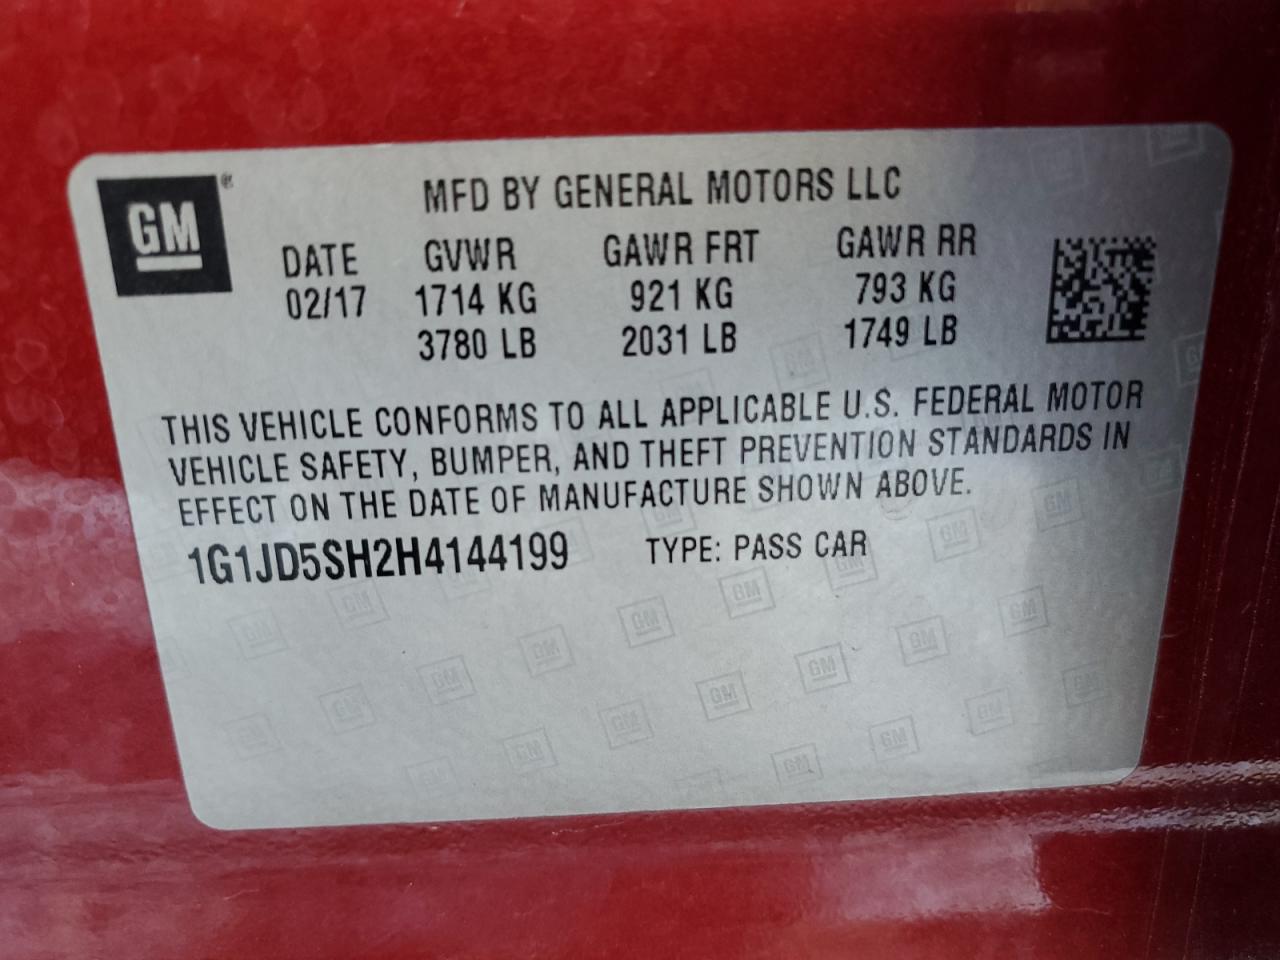 GM®
MFD BY GENERAL MOTORS LLC
DATE GVWR GAWR FRT GAWR RR
02/17 1714 KG 921 KG 793 KG
3780 LB 2031 LB 1749 LB
THIS VEHICLE CONFORMS TO ALL APPLICABLE U.S. FEDERAL MOTOR
VEHICLE SAFETY, BUMPER, AND THEFT PREVENTION STANDARDS IN
EFFECT ON THE DATE OF MANUFACTURE SHOWN ABOVE.
1G1JD5SH2H4144199 TYPE: PASS CAR